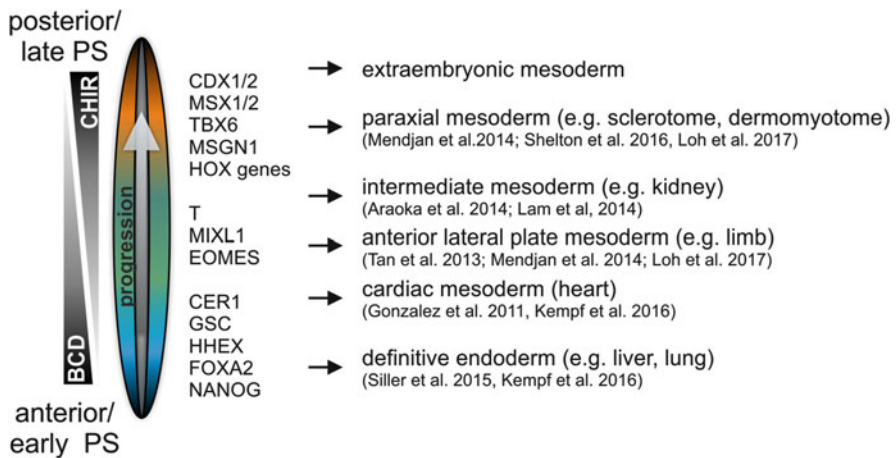 posterior/
late PS
CHIR
BCD
progression
anterior/
early PS
CDX1/2
MSX1/2
TBX6
MSGN1
HOX genes
T
MIXL1
EOMES
CER1
GSC
HHEX
FOXA2
NANOG
extraembryonic mesoderm
paraxial mesoderm (e.g. sclerotome, dermomyotome)
(Mendjan et al.2014; Shelton et al. 2016, Loh et al. 2017)
intermediate mesoderm (e.g. kidney)
(Araoka et al. 2014; Lam et al, 2014)
anterior lateral plate mesoderm (e.g. limb)
(Tan et al. 2013; Mendjan et al. 2014; Loh et al. 2017)
cardiac mesoderm (heart)
(Gonzalez et al. 2011, Kempf et al. 2016)
definitive endoderm (e.g. liver, lung)
(Siller et al. 2015, Kempf et al. 2016)